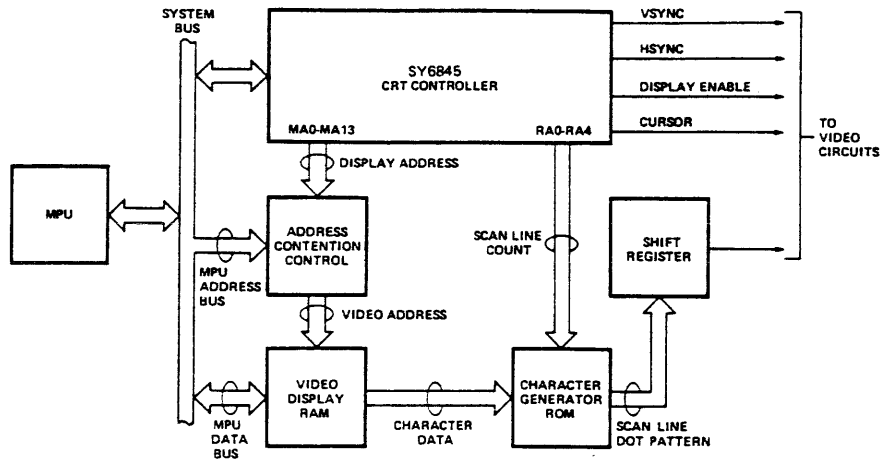 SYSTEM
BUS
SY6845
CRT CONTROLLER
MA0-MA13
RA0-RA4
VSYNC
HSYNC
DISPLAY ENABLE
CURSOR
TO
VIDEO
CIRCUITS
DISPLAY ADDRESS
MPU
ADDRESS
CONTENTION
CONTROL
MPU
ADDRESS
BUS
SCAN LINE
COUNT
SHIFT
REGISTER
VIDEO ADDRESS
VIDEO
DISPLAY
RAM
MPU
DATA
BUS
CHARACTER
DATA
CHARACTER
GENERATOR
ROM
SCAN LINE
DOT PATTERN